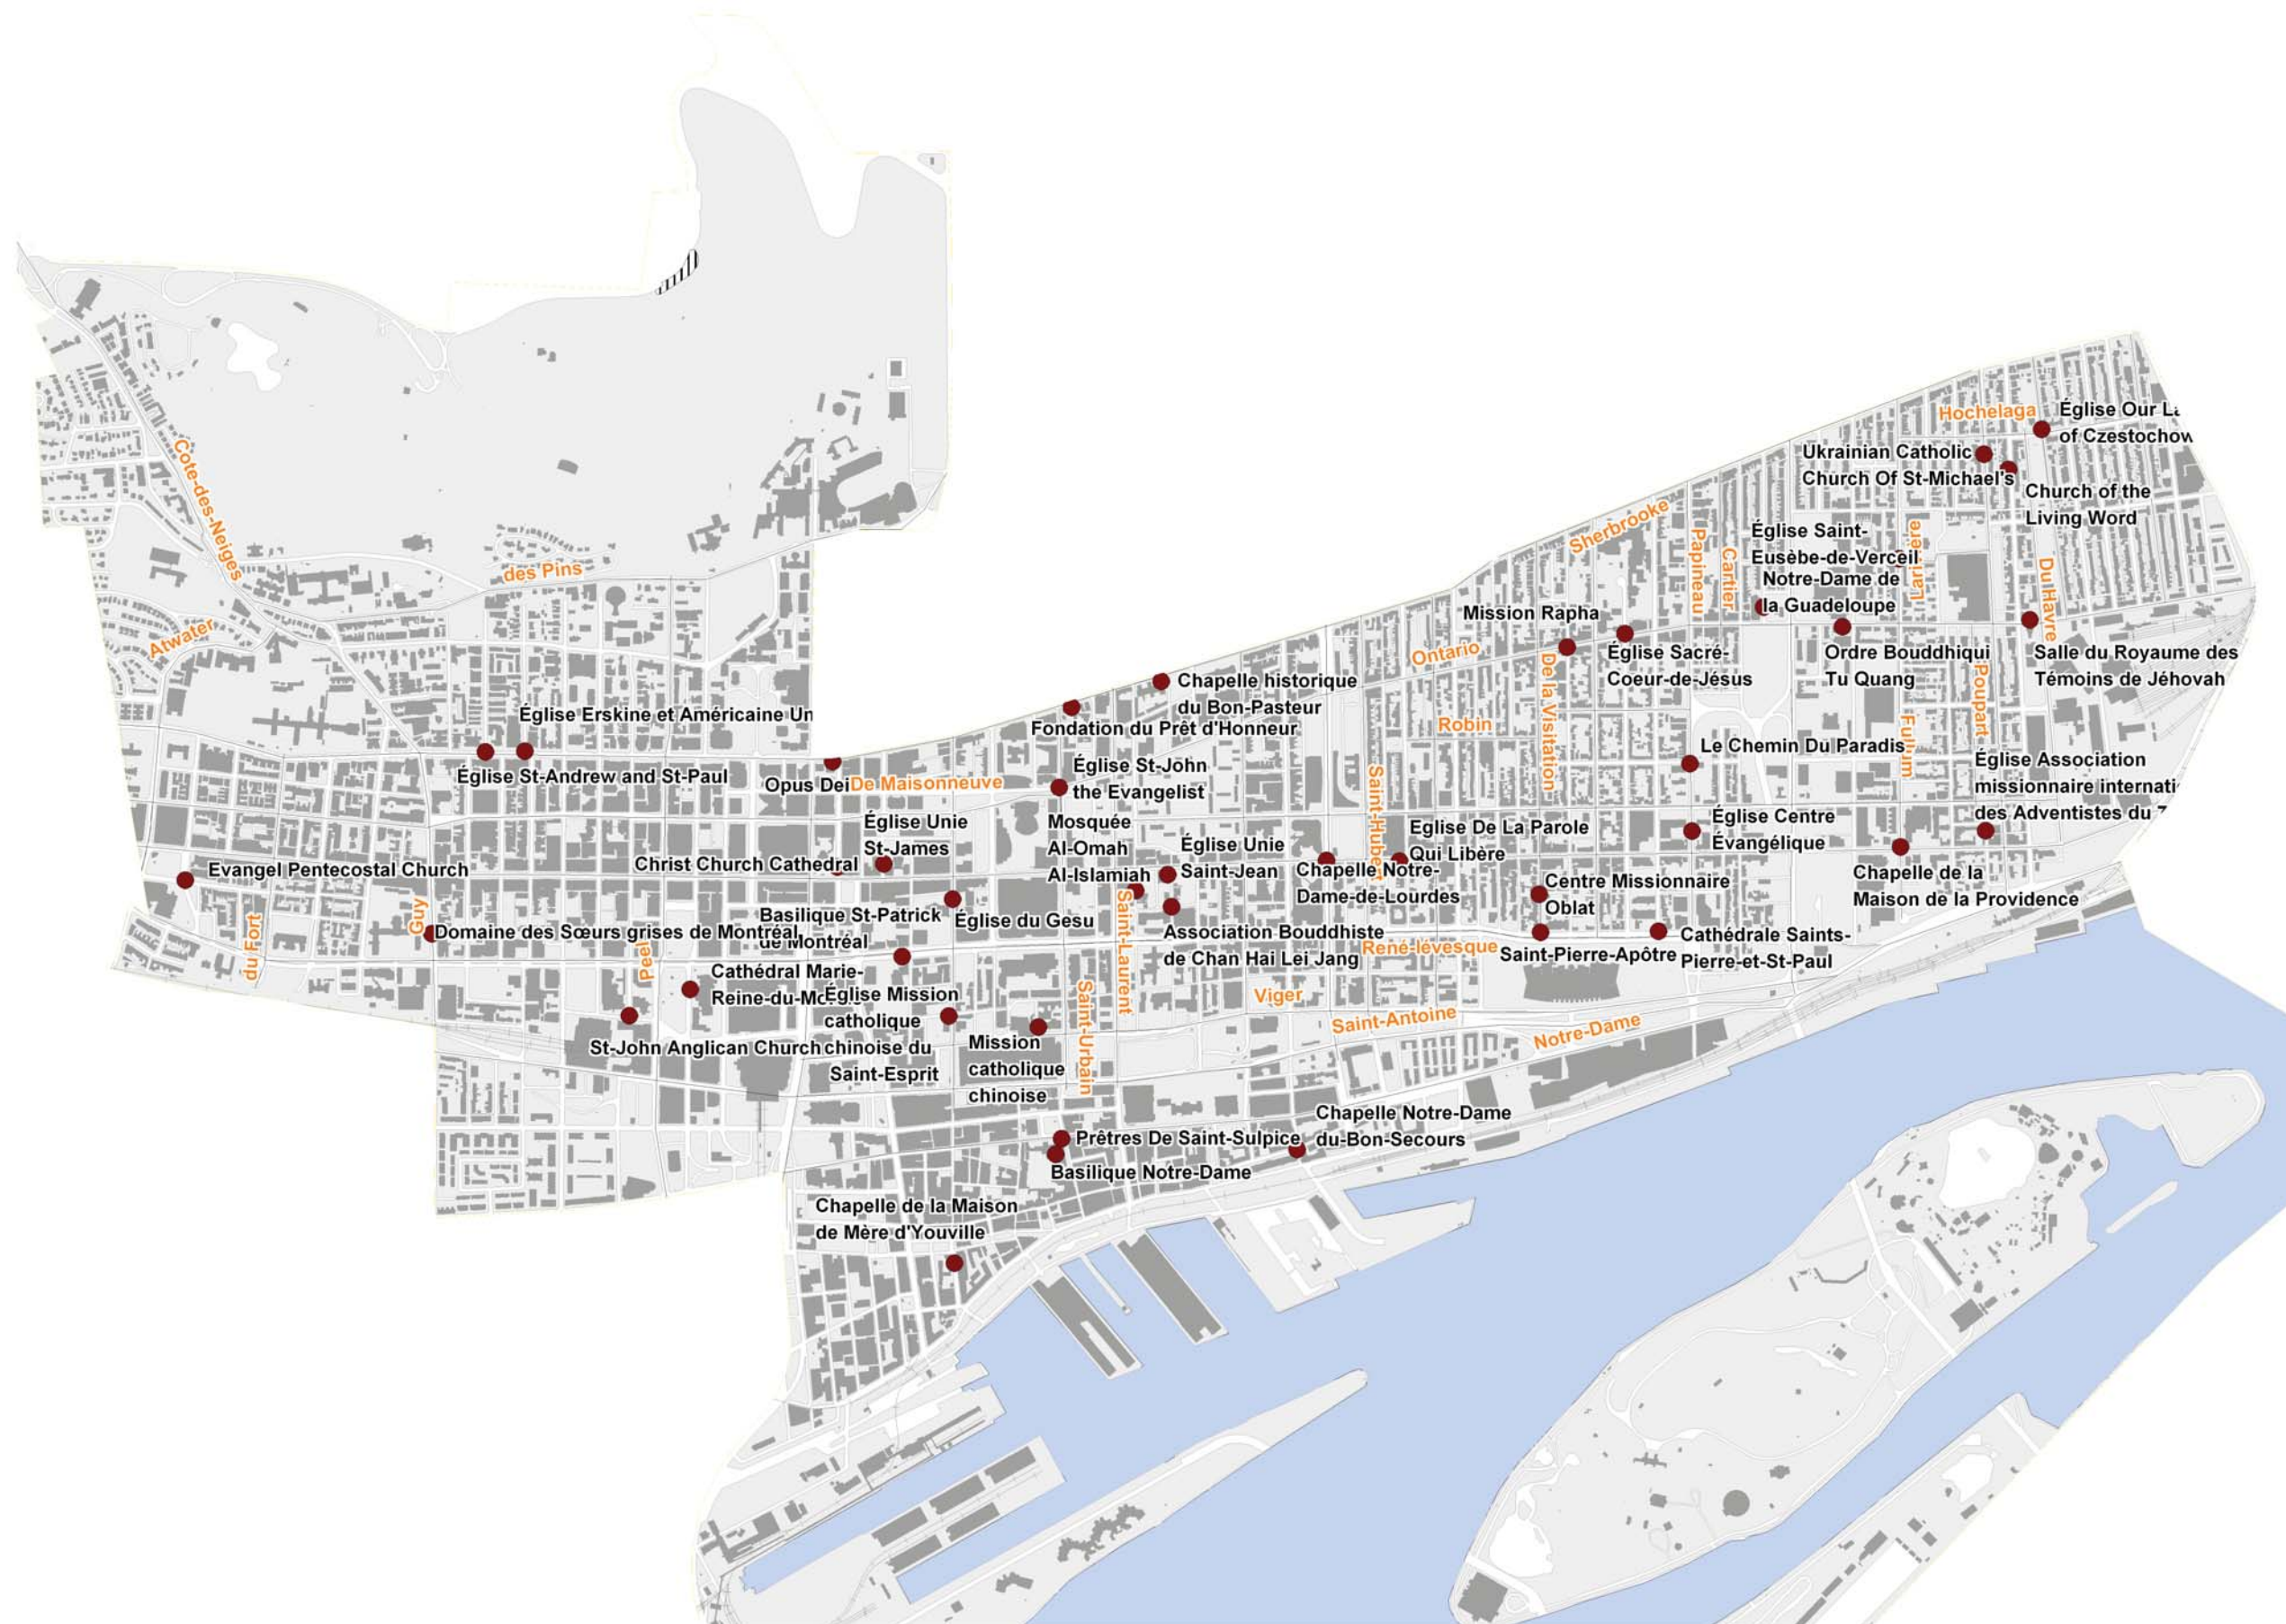 Hochelaga
Église Our La
of Czestochow
Cote-des-Neiges
Ukrainian Catholic
Church Of St-Michael's
Church of the
Living Word
Sherbrooke
Papineau
Cartier
Église Saint-
Eusèbe-de-Verceil
Notre-Dame de
la Guadeloupe
DuHavre
des Pins
Atwater
Mission Rapha
Ontario
De la Visitation
Église Sacré-
Coeur-de-Jésus
Ordre Bouddhiqui
Tu Quang
Poupart
Salle du Royaume des
Témoins de Jéhovah
Chapelle historique
du Bon-Pasteur
Fondation du Prêt d'Honneur
Robin
Fullum
Église Erskine et Américaine Un
Église St-Andrew and St-Paul
Opus Dei
De Maisonneuve
Église St-John
the Evangelist
Saint-Hubert
Le Chemin Du Paradis
Église Association
missionnaire internati
des Adventistes du 7
Église Unie
St-James
Mosquée
Al-Omah
Al-Islamiah
Église Unie
Saint-Jean
Eglise De La Parole
Qui Libère
Église Centre
Évangélique
Christ Church Cathedral
Evangel Pentecostal Church
Chapelle Notre-
Dame-de-Lourdes
Centre Missionnaire
Oblat
Chapelle de la
Maison de la Providence
du Fort
Guy
Domaine des Sœurs grises de Montréal
Peel
Basilique St-Patrick
de Montréal
Église du Gesu
Saint-Laurent
Association Bouddhiste
de Chan Hai Lei Jang
René-lévesque
Saint-Pierre-Apôtre
Cathédrale Saints-
Pierre-et-St-Paul
Cathédral Marie-
Reine-du-Mo
Église Mission
catholique
chinoise du
Saint-Esprit
Viger
Saint-Antoine
Notre-Dame
Saint-Urbain
St-John Anglican Church
Mission
catholique
chinoise
Chapelle Notre-Dame
du-Bon-Secours
Prêtres De Saint-Sulpice
Basilique Notre-Dame
Chapelle de la Maison
de Mère d'Youville